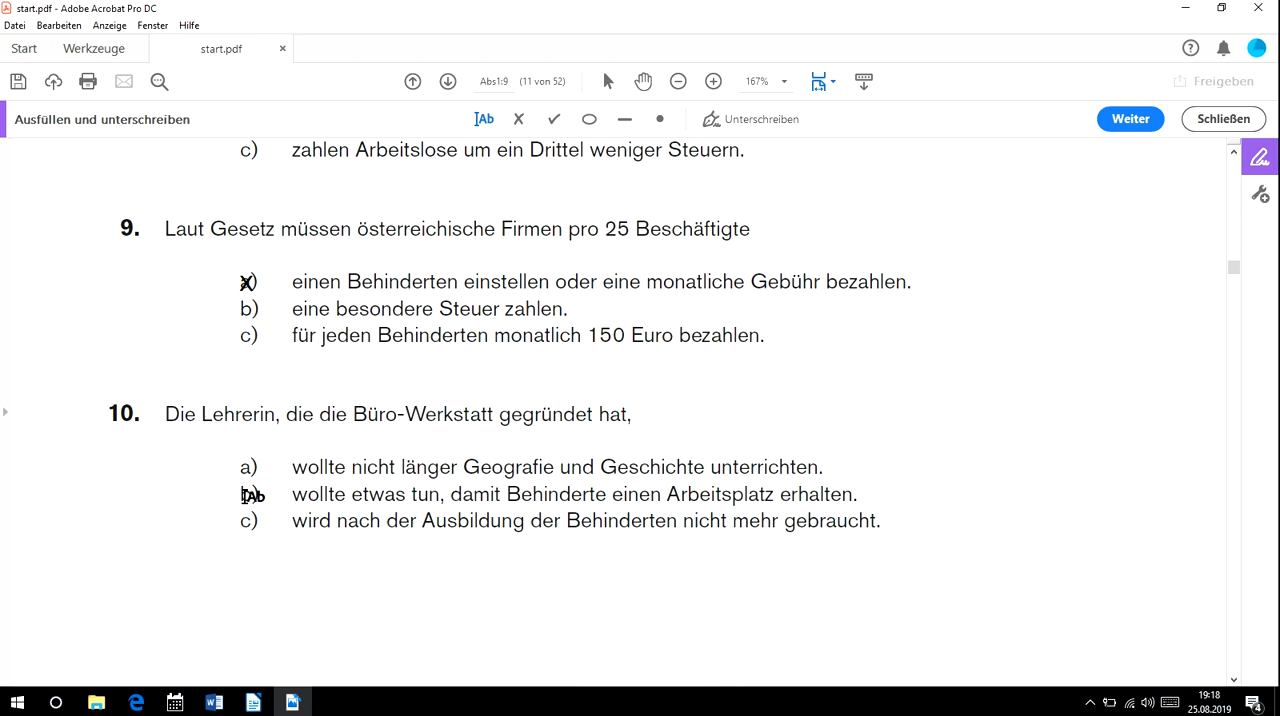 start.pdf - Adobe Acrobat Pro DC
Datei Bearbeiten Anzeige Fenster Hilfe
Start Werkzeuge start.pdf ×
Abs1:9 (11 von 52) 167% Freigeben
Ausfüllen und unterschreiben IAb Unterschreiben Weiter Schließen
c) zahlen Arbeitslose um ein Drittel weniger Steuern.
9. Laut Gesetz müssen österreichische Firmen pro 25 Beschäftigte
a) einen Behinderten einstellen oder eine monatliche Gebühr bezahlen.
b) eine besondere Steuer zahlen.
c) für jeden Behinderten monatlich 150 Euro bezahlen.
10. Die Lehrerin, die die Büro-Werkstatt gegründet hat,
a) wollte nicht länger Geografie und Geschichte unterrichten.
b) wollte etwas tun, damit Behinderte einen Arbeitsplatz erhalten.
c) wird nach der Ausbildung der Behinderten nicht mehr gebraucht.
19:18
25.08.2019
4